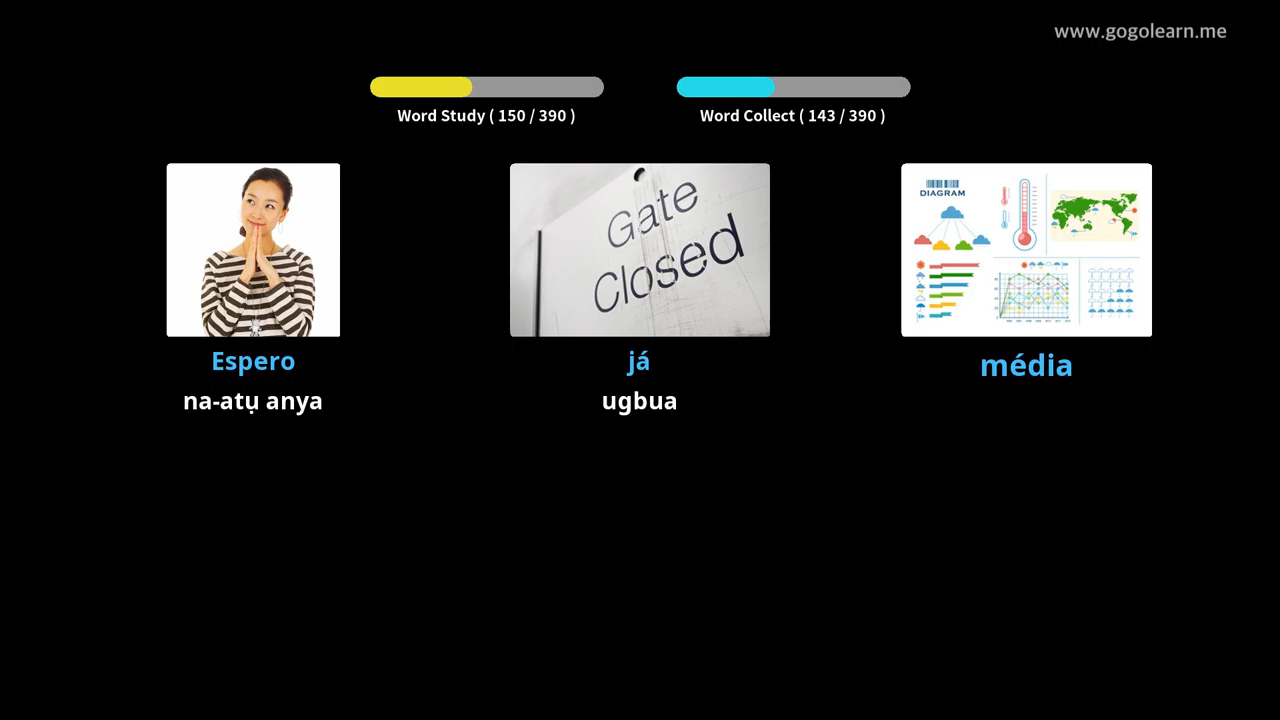 www.gogolearn.me
Word Study ( 150 / 390 )
Word Collect ( 143 / 390 )
Gate
Closed
DIAGRAM
Espero
na-atụ anya
já
ugbua
média